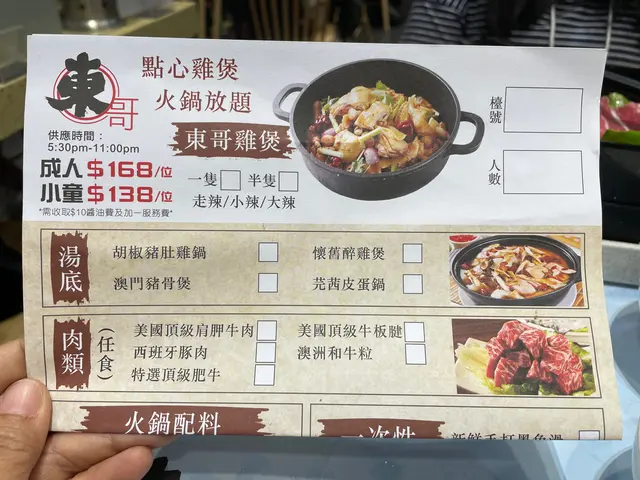 東哥
點心雞煲
火鍋放題
東哥雞煲
一隻 半隻
走辣/小辣/大辣
檯號
人數
供應時間：
5:30pm-11:00pm
成人$168/位
小童$138/位
*需收取$10醬油費及加一服務費*
湯底
胡椒豬肚雞鍋
懷舊醉雞煲
澳門豬骨煲
芫茜皮蛋鍋
肉類
(任食)
美國頂級肩胛牛肉
美國頂級牛板腱
西班牙豚肉
澳洲和牛粒
特選頂級肥牛
火鍋配料
一次性